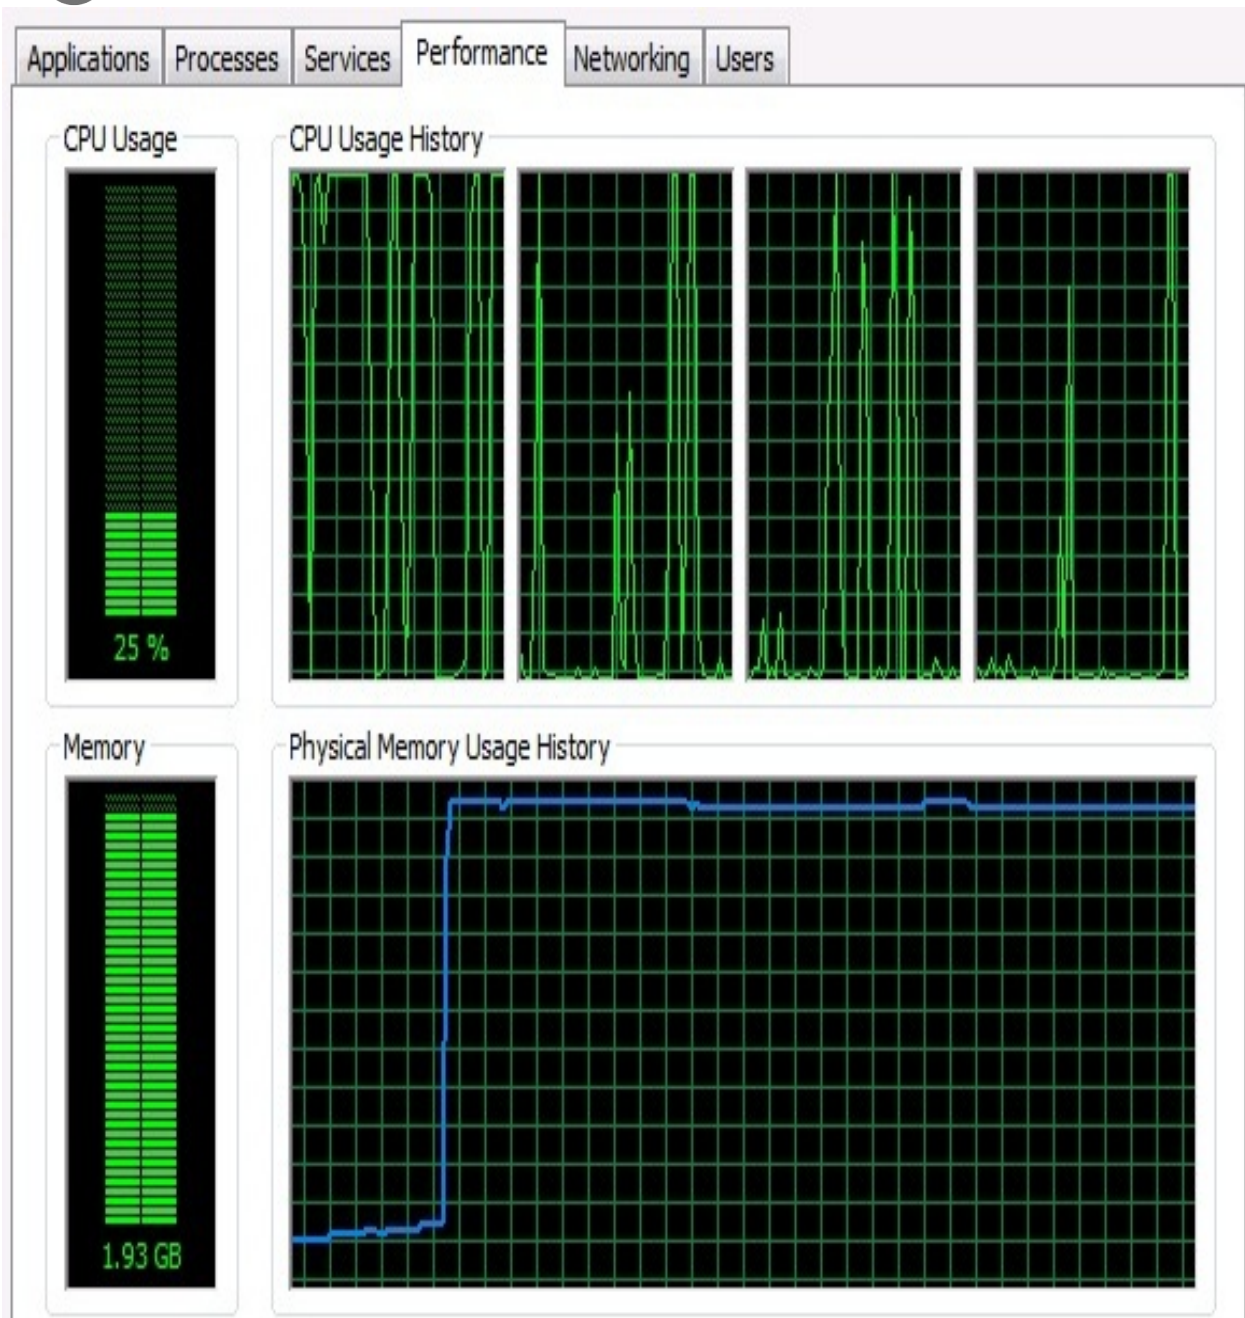 Applications Processes Services Performance Networking Users
CPU Usage CPU Usage History
25 %
Memory Physical Memory Usage History
1.93 GB